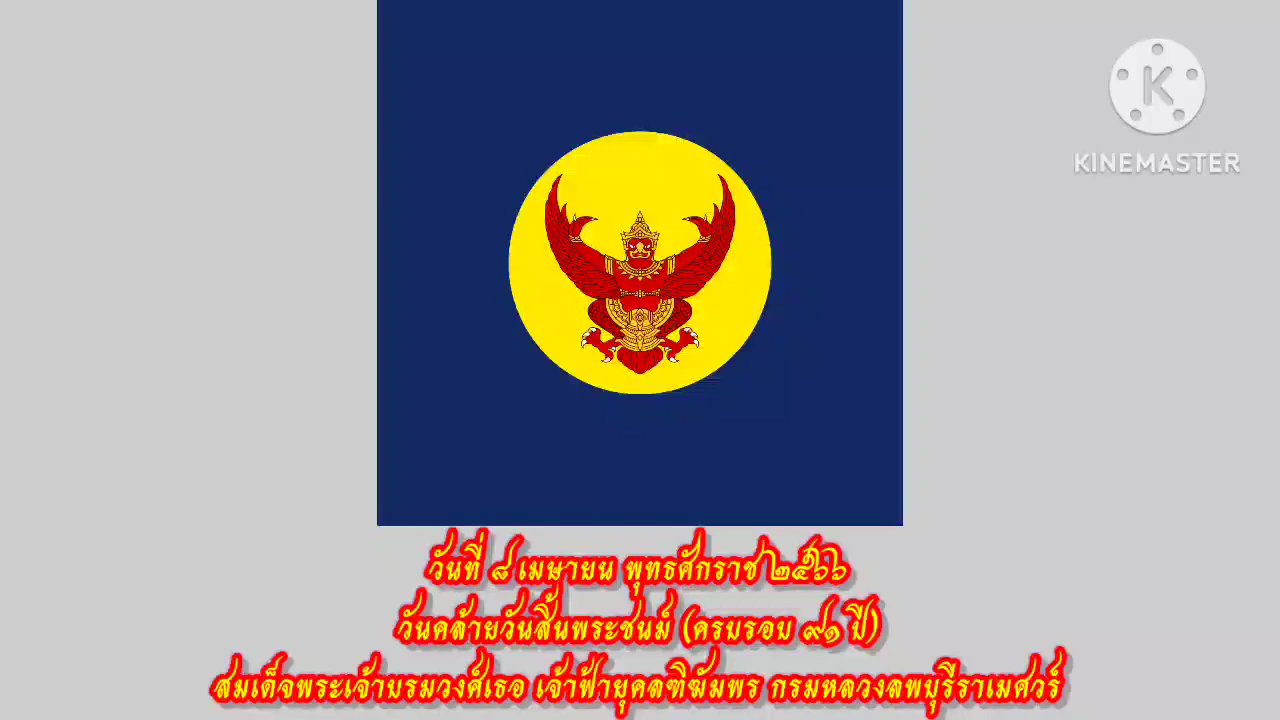 KINEMASTER
วันที่ ๘ เมษายน พุทธศักราช ๒๕๖๖
วันคล้ายวันสิ้นพระชนม์ (ครบรอบ ๙๑ ปี)
สมเด็จพระเจ้าบรมวงศ์เธอ เจ้าฟ้ายุคลฑิฆัมพร กรมหลวงลพบุรีราเมศวร์